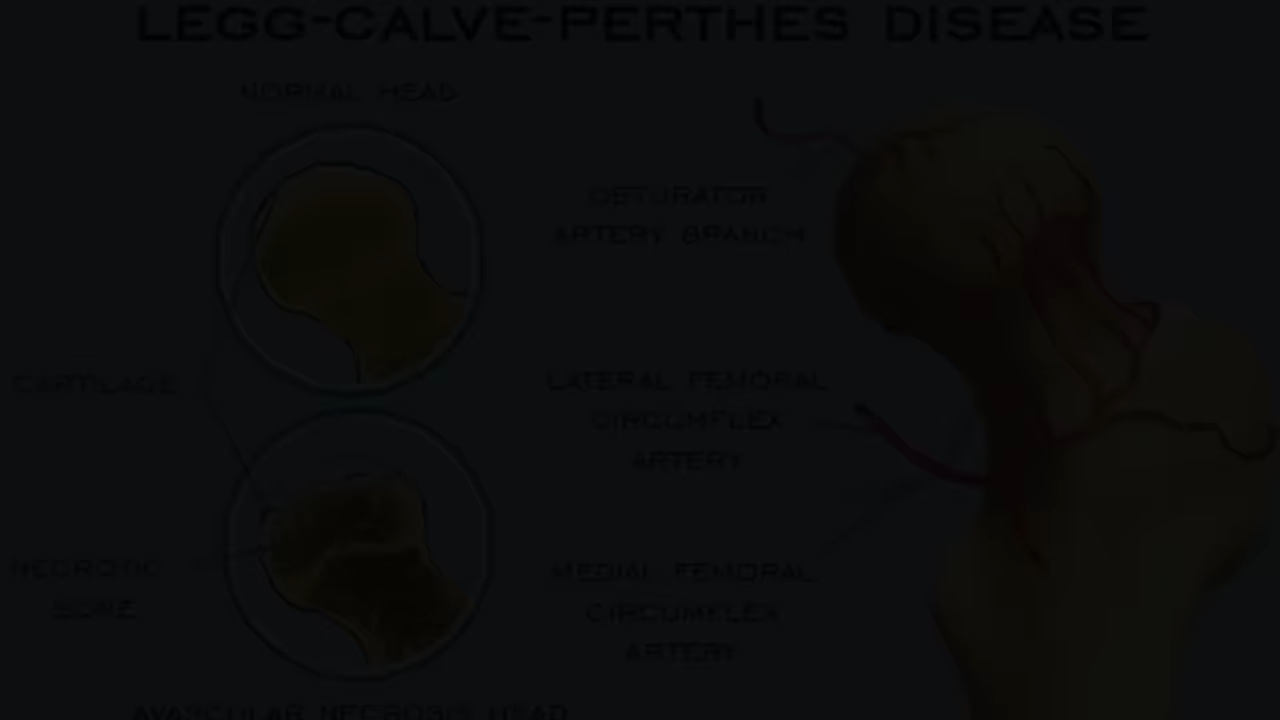 LEGG-CALVE-PERTHES DISEASE
NORMAL HEAD
OBTURATOR
ARTERY BRANCH
CARTILAGE
LATERAL FEMORAL
CIRCUMFLEX
ARTERY
NECROTIC
BONE
MEDIAL FEMORAL
CIRCUMFLEX
ARTERY
AVASCULAR NECROSIS HEAD